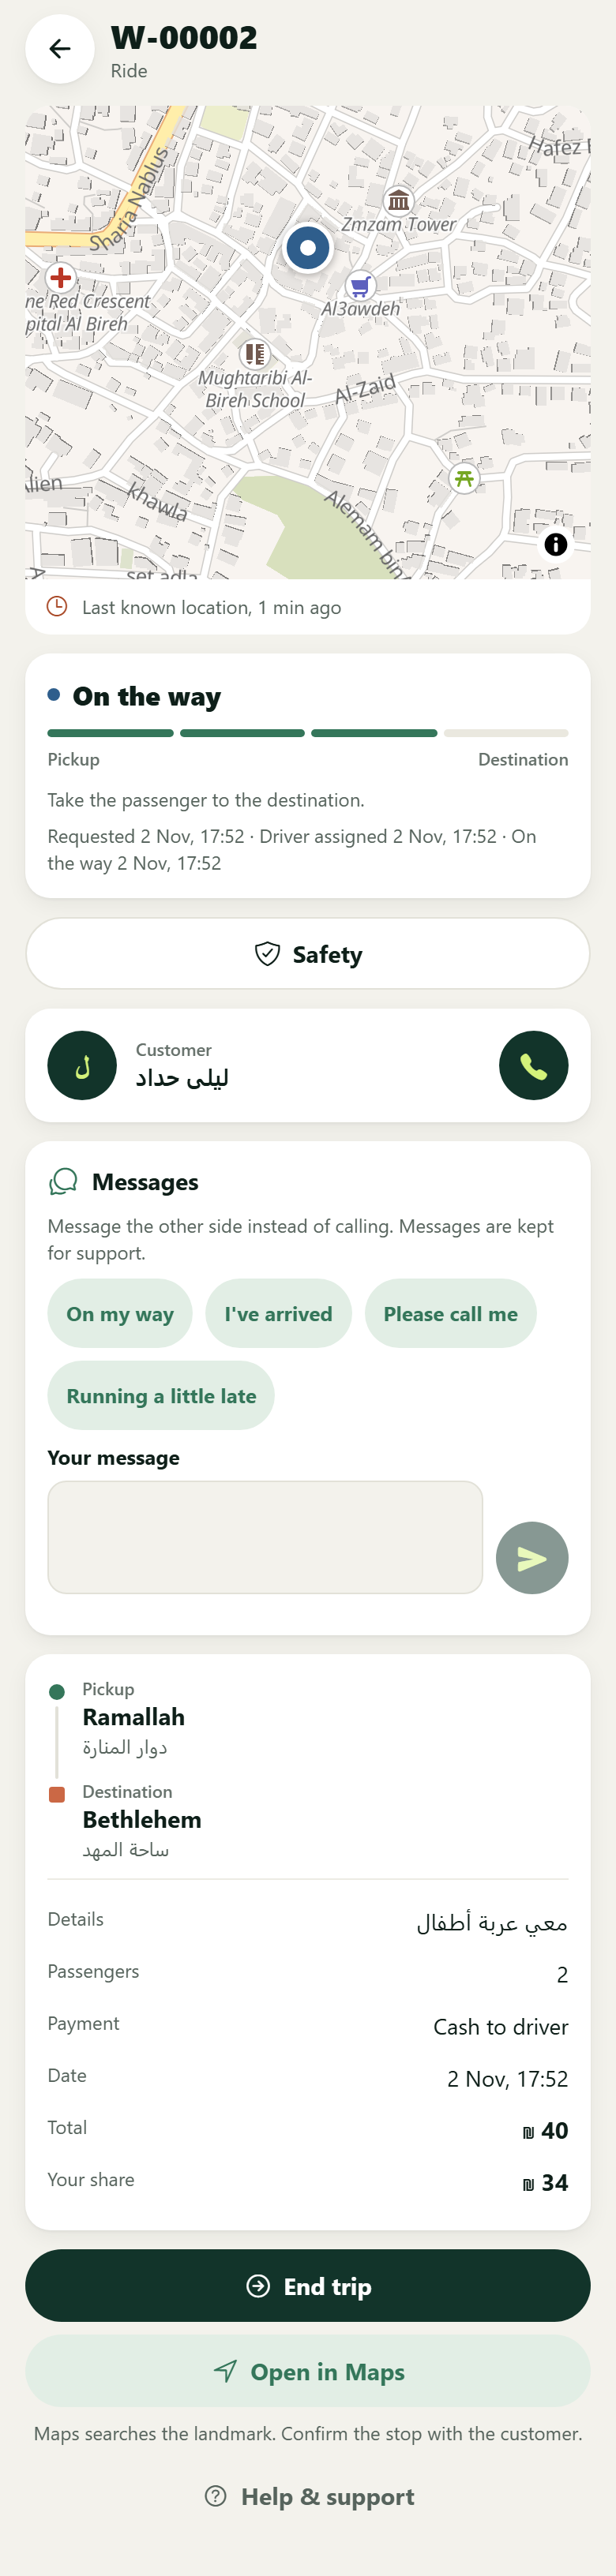 W-00002
Ride
Sharia Nablus
Hafez
Zmzam Tower
Al3awdeh
ne Red Crescent
pital Al Bireh
Mughtaribi Al-
Bireh School
Al-Zaid
khawla
Alemam bin
set adla
Last known location, 1 min ago
On the way
Pickup
Destination
Take the passenger to the destination.
Requested 2 Nov, 17:52 · Driver assigned 2 Nov, 17:52 · On
the way 2 Nov, 17:52
Safety
ل
Customer
ليلى حداد
Messages
Message the other side instead of calling. Messages are kept
for support.
On my way
I've arrived
Please call me
Running a little late
Your message
Pickup
Ramallah
دوار المنارة
Destination
Bethlehem
ساحة المهد
Details
معي عربة أطفال
Passengers
2
Payment
Cash to driver
Date
2 Nov, 17:52
Total
₪ 40
Your share
₪ 34
End trip
Open in Maps
Maps searches the landmark. Confirm the stop with the customer.
Help & support